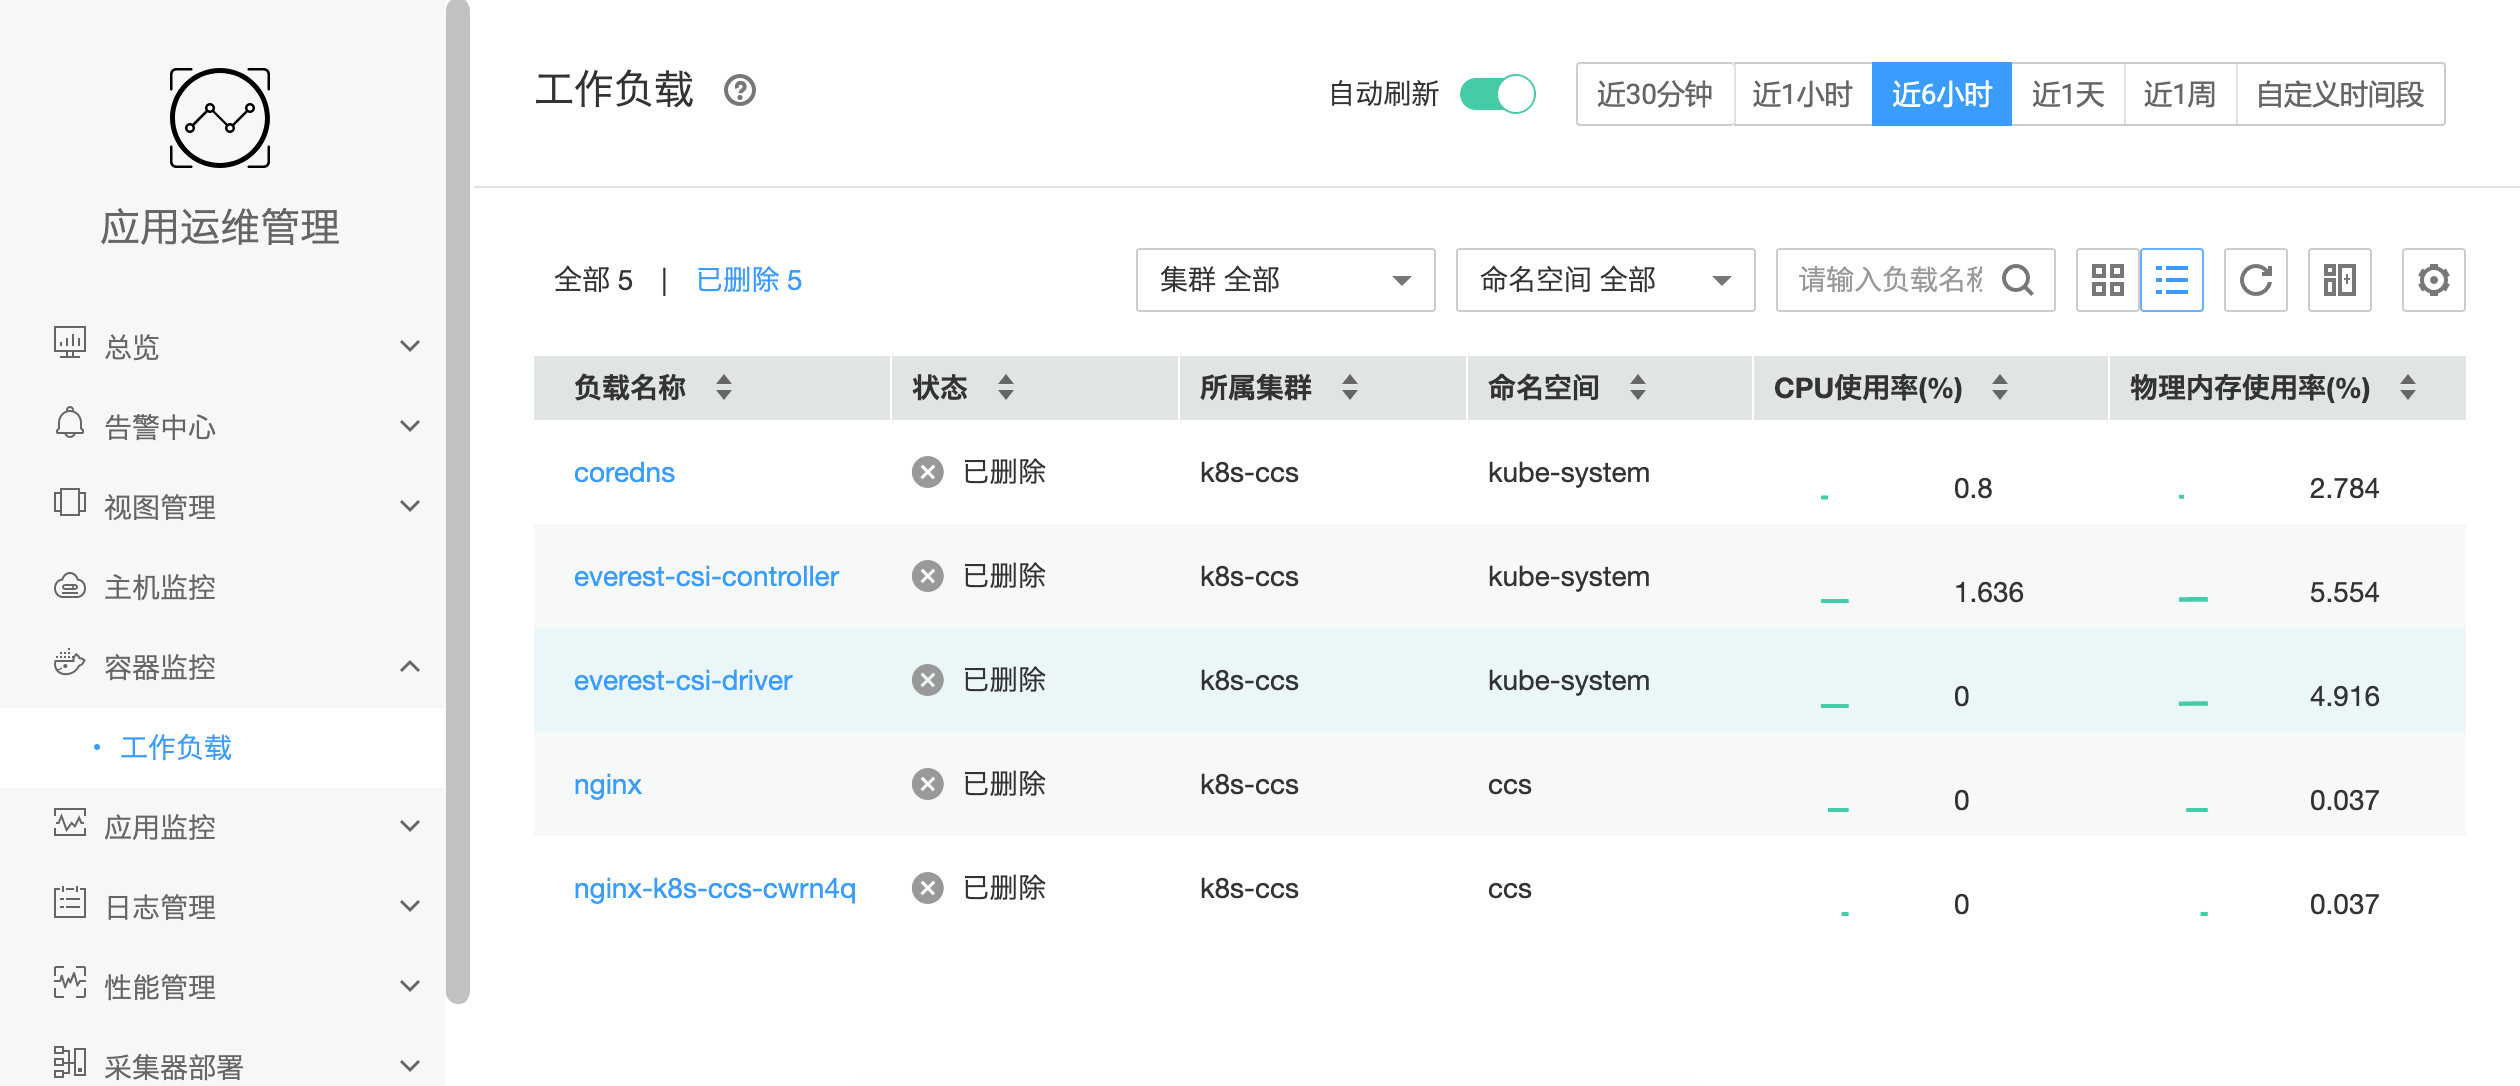 应用运维管理
总览
告警中心
视图管理
主机监控
容器监控
工作负载
应用监控
日志管理
性能管理
采集器部署
工作负载
自动刷新 近30分钟 近1小时 近6小时 近1天 近1周 自定义时间段
全部 5 | 已删除 5 集群 全部 命名空间 全部 请输入负载名称
负载名称 状态 所属集群 命名空间 CPU使用率(%) 物理内存使用率(%)
coredns 已删除 k8s-ccs kube-system 0.8 2.784
everest-csi-controller 已删除 k8s-ccs kube-system 1.636 5.554
everest-csi-driver 已删除 k8s-ccs kube-system 0 4.916
nginx 已删除 k8s-ccs ccs 0 0.037
nginx-k8s-ccs-cwrn4q 已删除 k8s-ccs ccs 0 0.037